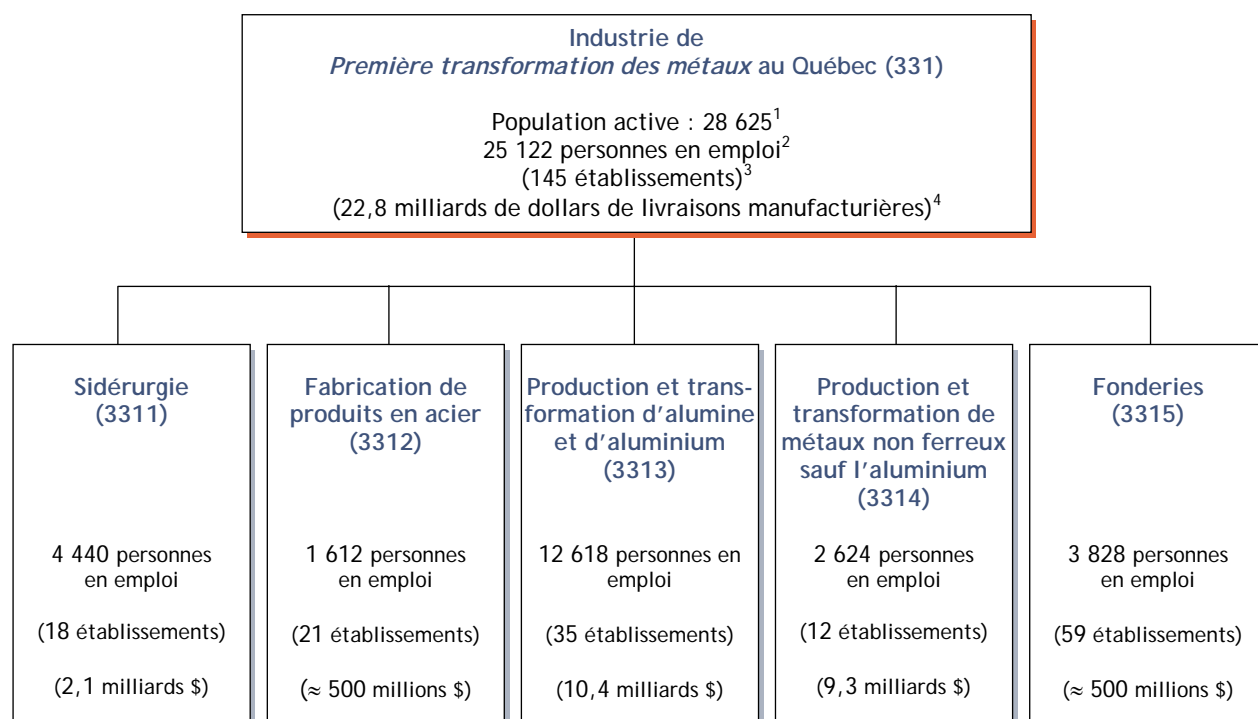 Industrie de
Première transformation des métaux au Québec (331)
Population active : 28 625¹
25 122 personnes en emploi²
(145 établissements)³
(22,8 milliards de dollars de livraisons manufacturières)⁴
Sidérurgie
(3311)
4 440 personnes
en emploi
(18 établissements)
(2,1 milliards $)
Fabrication de
produits en acier
(3312)
1 612 personnes
en emploi
(21 établissements)
(≈ 500 millions $)
Production et trans-
formation d’alumine
et d’aluminium
(3313)
12 618 personnes en
emploi
(35 établissements)
(10,4 milliards $)
Production et
transformation de
métaux non ferreux
sauf l’aluminium
(3314)
2 624 personnes
en emploi
(12 établissements)
(9,3 milliards $)
Fonderies
(3315)
3 828 personnes
en emploi
(59 établissements)
(≈ 500 millions $)